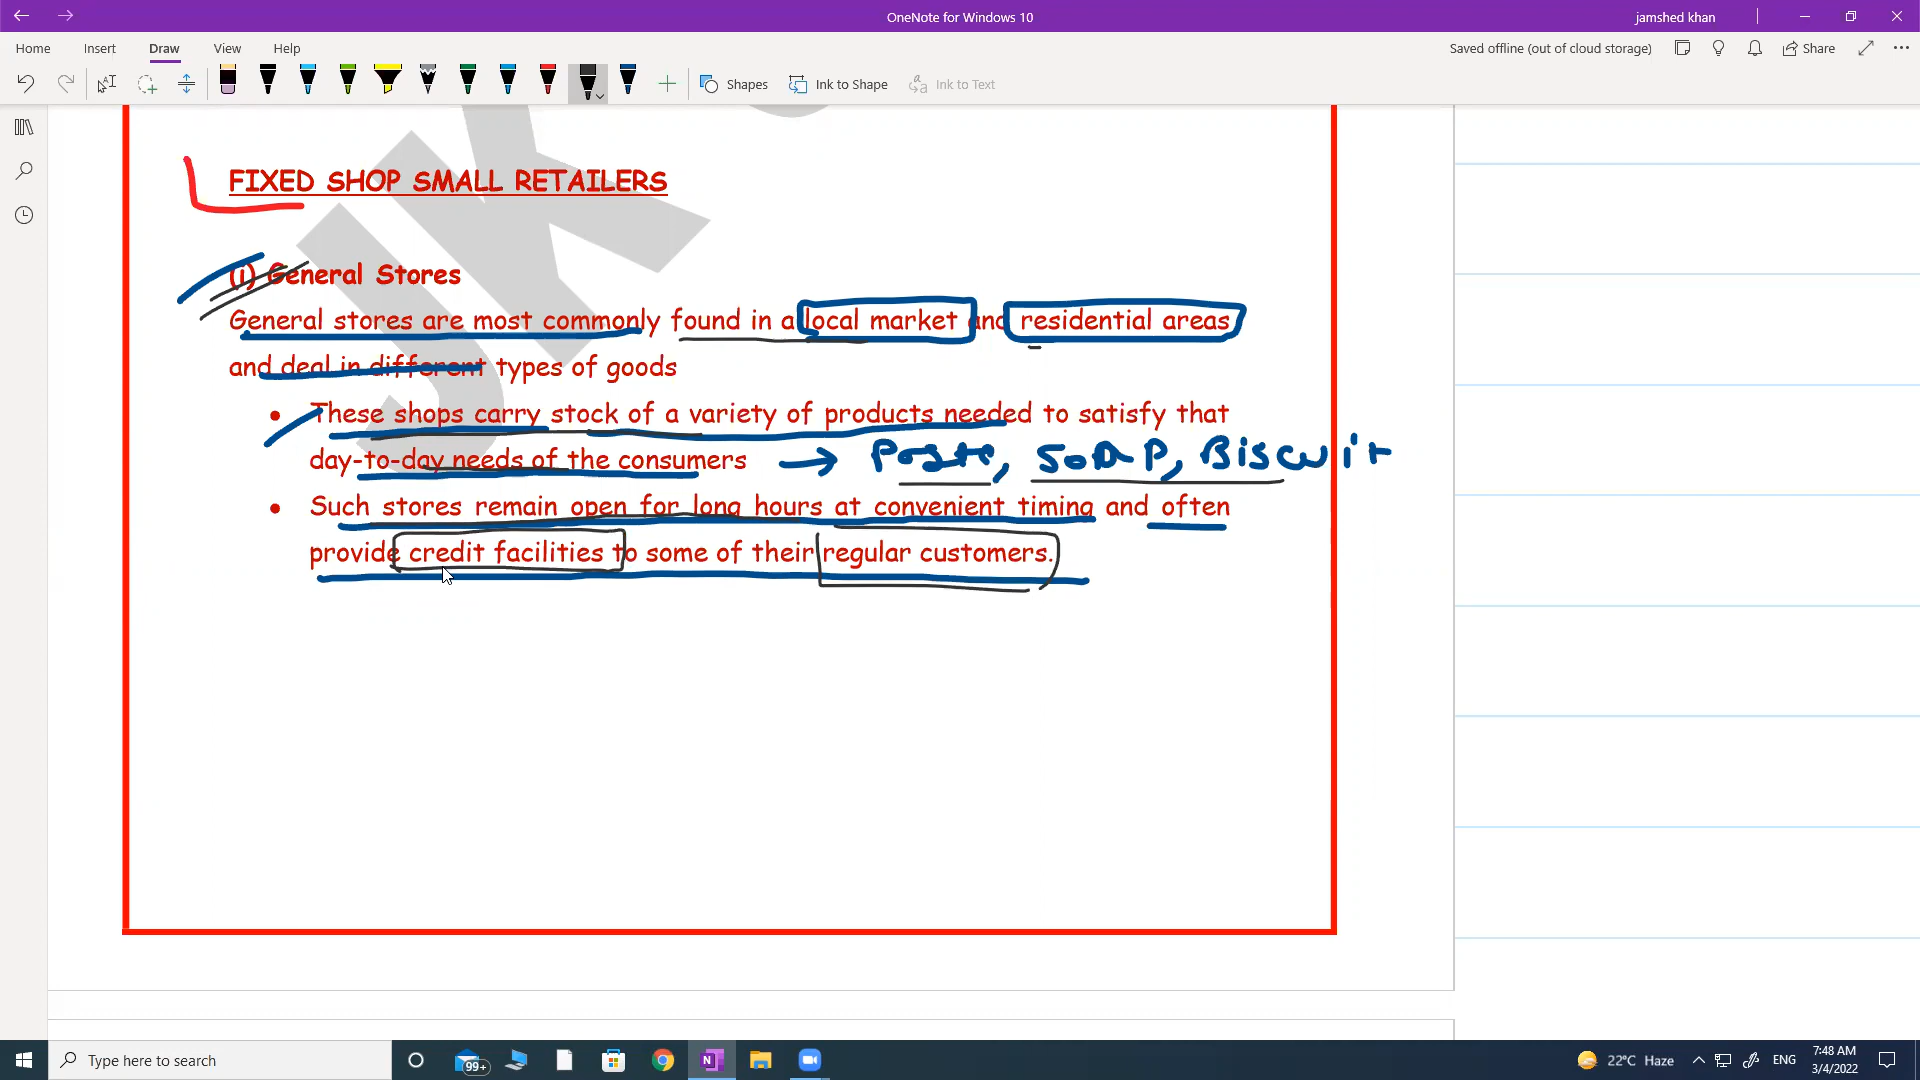 OneNote for Windows 10
jamshed khan
Home Insert Draw View Help
Saved offline (out of cloud storage)
Share
Shapes
Ink to Shape
Ink to Text
JK
FIXED SHOP SMALL RETAILERS
(i) General Stores
General stores are most commonly found in a local market and residential areas
and deal in different types of goods
• These shops carry stock of a variety of products needed to satisfy that
day-to-day needs of the consumers → Paste, SOAP, Biscuit
• Such stores remain open for long hours at convenient timing and often
provide credit facilities to some of their regular customers.
Type here to search
99+
22°C Haze
ENG
7:48 AM
3/4/2022